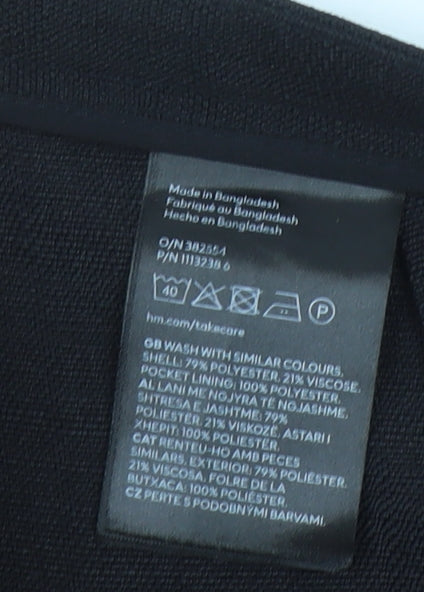 Made in Bangladesh
Fabriqué au Bangladesh
Hecho en Bangladesh
O/N 382554
P/N 1113238 6
40
P
hm.com/takecare
GB WASH WITH SIMILAR COLOURS.
SHELL: 79% POLYESTER, 21% VISCOSE.
POCKET LINING: 100% POLYESTER.
AL LANI ME NGJYRA TË NGJASHME.
SHTRESA E JASHTME: 79%
POLIESTËR, 21% VISKOZË. ASTARI I
XHEPIT: 100% POLIESTËR.
CAT RENTEU-HO AMB PECES
SIMILARS. EXTERIOR: 79% POLIÈSTER,
21% VISCOSA. FOLRE DE LA
BUTXACA: 100% POLIÈSTER.
CZ PERTE S PODOBNÝMI BARVAMI.